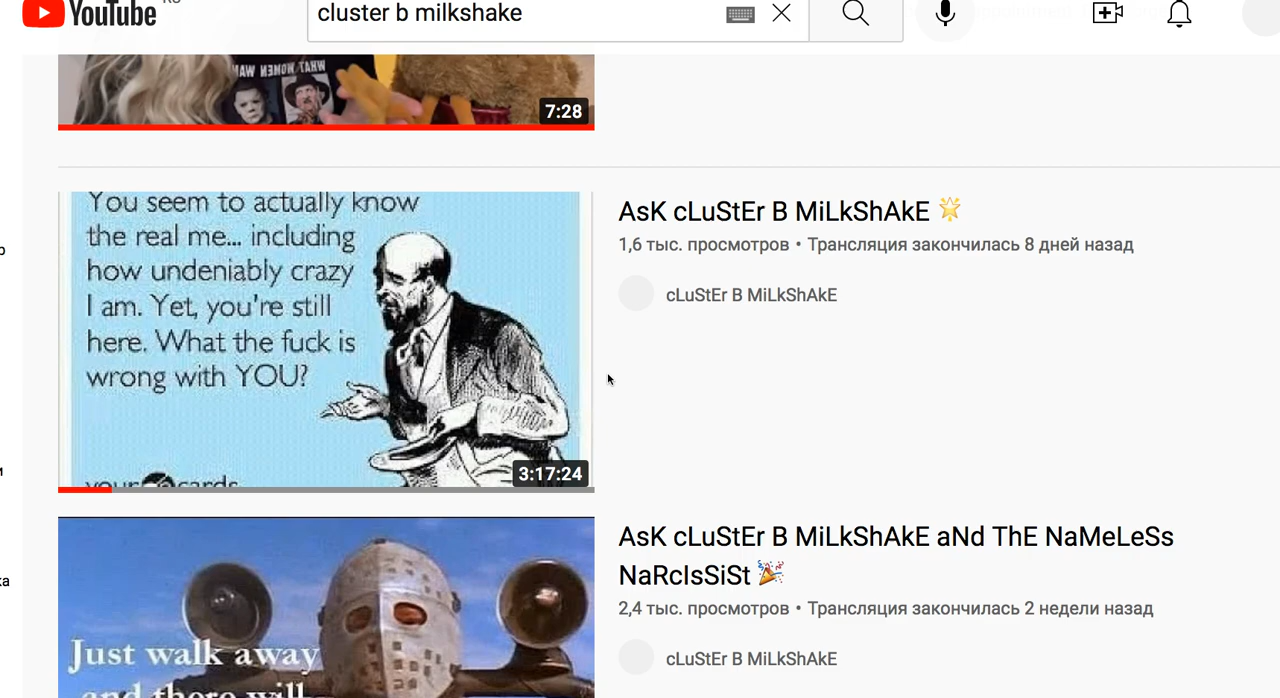 YouTube
cluster b milkshake
WHAT WOMEN WAN
7:28
You seem to actually know
the real me... including
how undeniably crazy
I am. Yet, you're still
here. What the fuck is
wrong with YOU?
3:17:24
AsK cLuStEr B MiLkShAkE 🌟
1,6 тыс. просмотров • Трансляция закончилась 8 дней назад
cLuStEr B MiLkShAkE
Just walk away
AsK cLuStEr B MiLkShAkE aNd ThE NaMeLeSs
NaRcIsSiSt 🎉
2,4 тыс. просмотров • Трансляция закончилась 2 недели назад
cLuStEr B MiLkShAkE